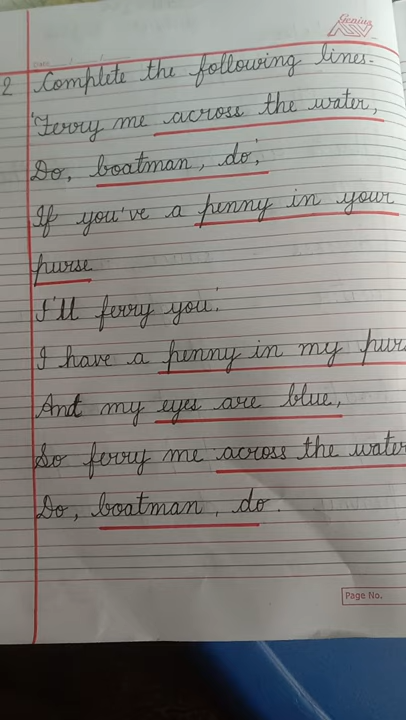 Genius
Date / /
2 Complete the following lines.
'Ferry me across the water,
Do, boatman, do',
If you've a penny in your
purse
I'll ferry you'.
I have a penny in my pur
And my eyes are blue,
So ferry me across the water
Do, boatman, do.
Page No.